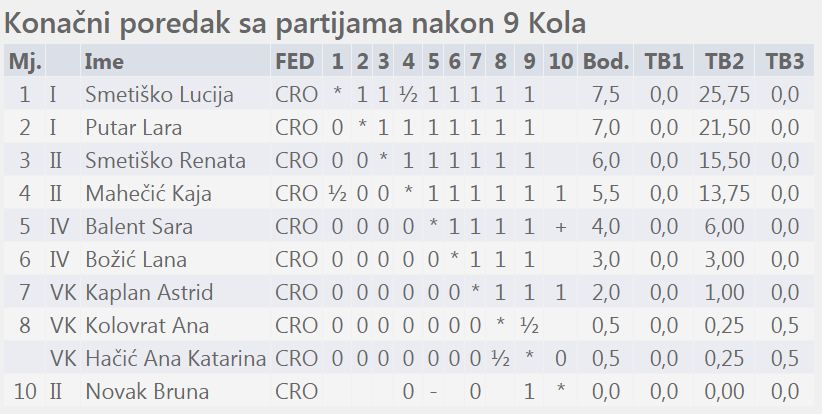 Konačni poredak sa partijama nakon 9 Kola
Mj. Ime FED 1 2 3 4 5 6 7 8 9 10 Bod. TB1 TB2 TB3
1 I Smetiško Lucija CRO * 1 1 ½ 1 1 1 1 1 7,5 0,0 25,75 0,0
2 I Putar Lara CRO 0 * 1 1 1 1 1 1 1 7,0 0,0 21,50 0,0
3 II Smetiško Renata CRO 0 0 * 1 1 1 1 1 1 6,0 0,0 15,50 0,0
4 II Mahečić Kaja CRO ½ 0 0 * 1 1 1 1 1 1 5,5 0,0 13,75 0,0
5 IV Balent Sara CRO 0 0 0 0 * 1 1 1 1 + 4,0 0,0 6,00 0,0
6 IV Božić Lana CRO 0 0 0 0 0 * 1 1 1 3,0 0,0 3,00 0,0
7 VK Kaplan Astrid CRO 0 0 0 0 0 0 * 1 1 1 2,0 0,0 1,00 0,0
8 VK Kolovrat Ana CRO 0 0 0 0 0 0 0 * ½ 0,5 0,0 0,25 0,5
VK Hačić Ana Katarina CRO 0 0 0 0 0 0 0 ½ * 0 0,5 0,0 0,25 0,5
10 II Novak Bruna CRO 0 - 0 1 * 0,0 0,0 0,00 0,0